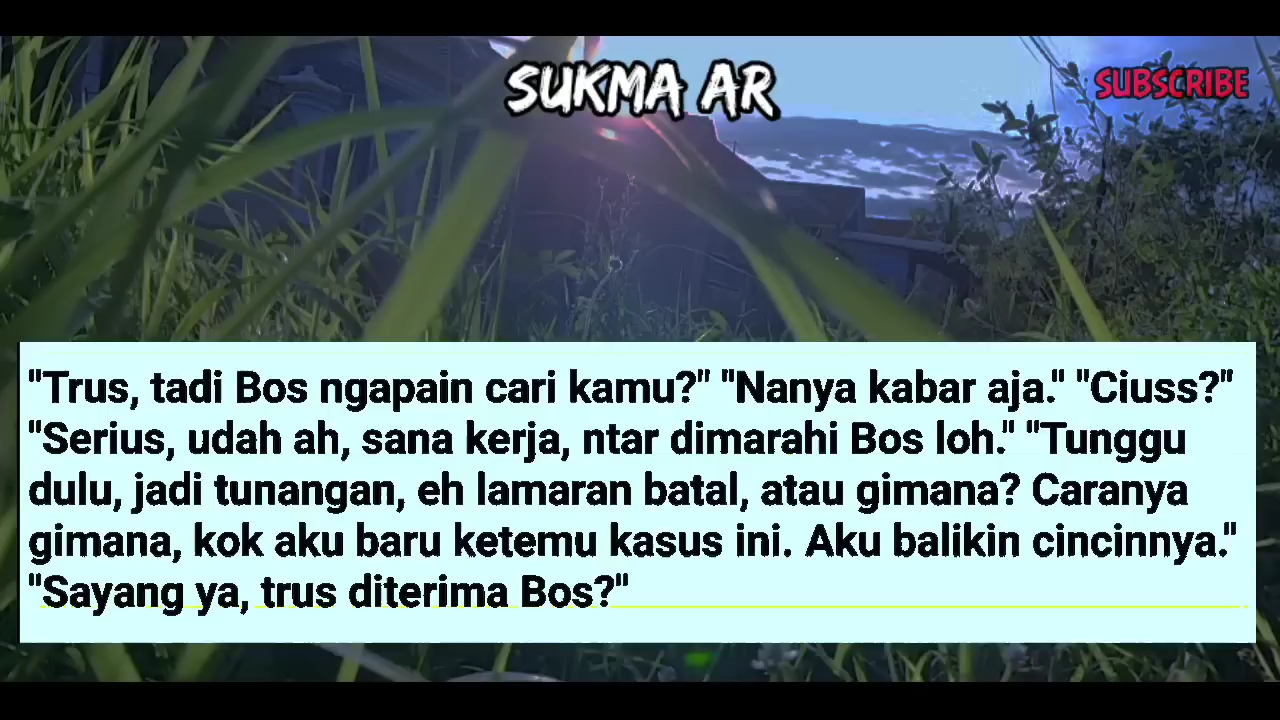 SUKMA AR
SUBSCRIBE
"Trus, tadi Bos ngapain cari kamu?" "Nanya kabar aja." "Ciuss?"
"Serius, udah ah, sana kerja, ntar dimarahi Bos loh." "Tunggu
dulu, jadi tunangan, eh lamaran batal, atau gimana? Caranya
gimana, kok aku baru ketemu kasus ini. Aku balikin cincinnya."
"Sayang ya, trus diterima Bos?"